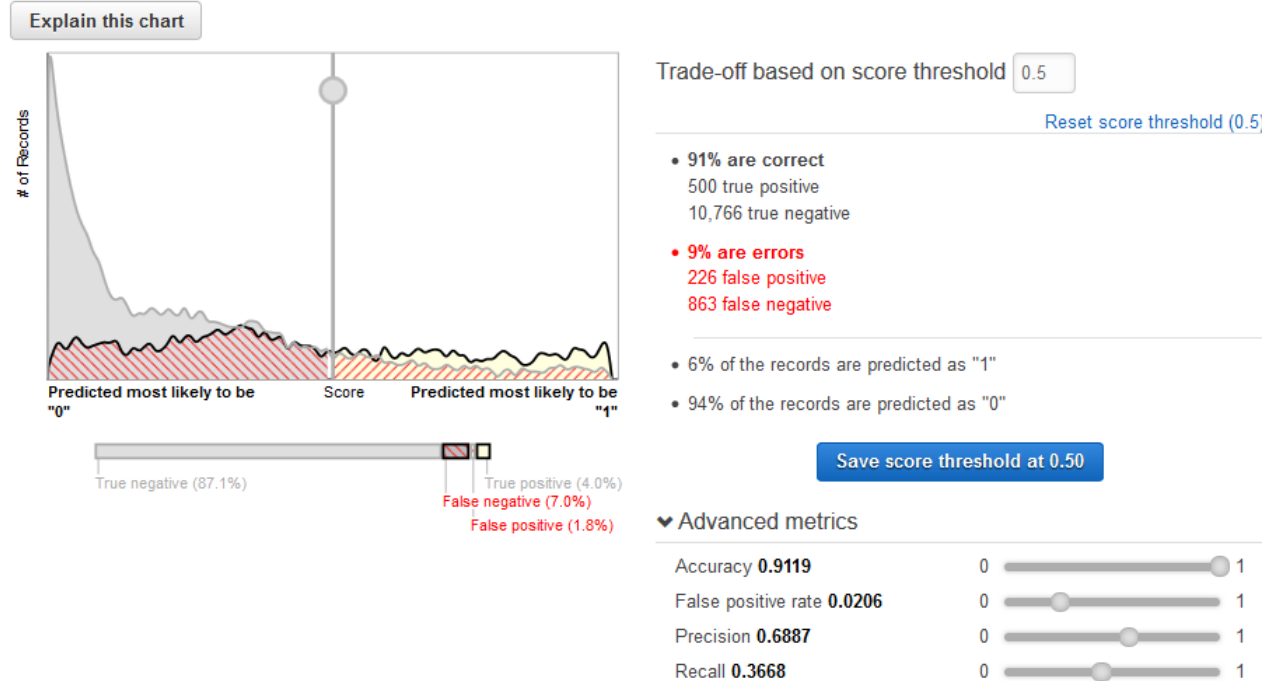 Explain this chart
# of Records
Predicted most likely to be "0"
Score
Predicted most likely to be "1"
True negative (87.1%)
True positive (4.0%)
False negative (7.0%)
False positive (1.8%)
Trade-off based on score threshold 0.5
Reset score threshold (0.5)
• 91% are correct
500 true positive
10,766 true negative
• 9% are errors
226 false positive
863 false negative
• 6% of the records are predicted as "1"
• 94% of the records are predicted as "0"
Save score threshold at 0.50
Advanced metrics
Accuracy 0.9119 0 1
False positive rate 0.0206 0 1
Precision 0.6887 0 1
Recall 0.3668 0 1